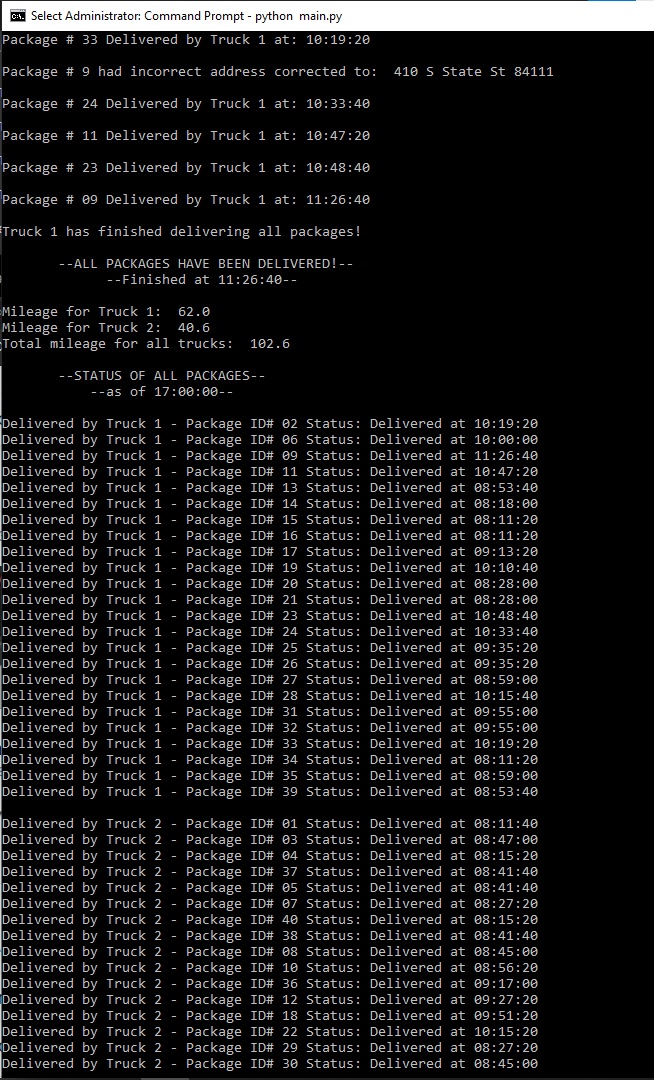 Select Administrator: Command Prompt - python  main.py
Package # 33 Delivered by Truck 1 at: 10:19:20
Package # 9 had incorrect address corrected to:  410 S State St 84111
Package # 24 Delivered by Truck 1 at: 10:33:40
Package # 11 Delivered by Truck 1 at: 10:47:20
Package # 23 Delivered by Truck 1 at: 10:48:40
Package # 09 Delivered by Truck 1 at: 11:26:40
Truck 1 has finished delivering all packages!
--ALL PACKAGES HAVE BEEN DELIVERED!--
--Finished at 11:26:40--
Mileage for Truck 1:  62.0
Mileage for Truck 2:  40.6
Total mileage for all trucks:  102.6
--STATUS OF ALL PACKAGES--
--as of 17:00:00--
Delivered by Truck 1 - Package ID# 02 Status: Delivered at 10:19:20
Delivered by Truck 1 - Package ID# 06 Status: Delivered at 10:00:00
Delivered by Truck 1 - Package ID# 09 Status: Delivered at 11:26:40
Delivered by Truck 1 - Package ID# 11 Status: Delivered at 10:47:20
Delivered by Truck 1 - Package ID# 13 Status: Delivered at 08:53:40
Delivered by Truck 1 - Package ID# 14 Status: Delivered at 08:18:00
Delivered by Truck 1 - Package ID# 15 Status: Delivered at 08:11:20
Delivered by Truck 1 - Package ID# 16 Status: Delivered at 08:11:20
Delivered by Truck 1 - Package ID# 17 Status: Delivered at 09:13:20
Delivered by Truck 1 - Package ID# 19 Status: Delivered at 10:10:40
Delivered by Truck 1 - Package ID# 20 Status: Delivered at 08:28:00
Delivered by Truck 1 - Package ID# 21 Status: Delivered at 08:28:00
Delivered by Truck 1 - Package ID# 23 Status: Delivered at 10:48:40
Delivered by Truck 1 - Package ID# 24 Status: Delivered at 10:33:40
Delivered by Truck 1 - Package ID# 25 Status: Delivered at 09:35:20
Delivered by Truck 1 - Package ID# 26 Status: Delivered at 09:35:20
Delivered by Truck 1 - Package ID# 27 Status: Delivered at 08:59:00
Delivered by Truck 1 - Package ID# 28 Status: Delivered at 10:15:40
Delivered by Truck 1 - Package ID# 31 Status: Delivered at 09:55:00
Delivered by Truck 1 - Package ID# 32 Status: Delivered at 09:55:00
Delivered by Truck 1 - Package ID# 33 Status: Delivered at 10:19:20
Delivered by Truck 1 - Package ID# 34 Status: Delivered at 08:11:20
Delivered by Truck 1 - Package ID# 35 Status: Delivered at 08:59:00
Delivered by Truck 1 - Package ID# 39 Status: Delivered at 08:53:40
Delivered by Truck 2 - Package ID# 01 Status: Delivered at 08:11:40
Delivered by Truck 2 - Package ID# 03 Status: Delivered at 08:47:00
Delivered by Truck 2 - Package ID# 04 Status: Delivered at 08:15:20
Delivered by Truck 2 - Package ID# 37 Status: Delivered at 08:41:40
Delivered by Truck 2 - Package ID# 05 Status: Delivered at 08:41:40
Delivered by Truck 2 - Package ID# 07 Status: Delivered at 08:27:20
Delivered by Truck 2 - Package ID# 40 Status: Delivered at 08:15:20
Delivered by Truck 2 - Package ID# 38 Status: Delivered at 08:41:40
Delivered by Truck 2 - Package ID# 08 Status: Delivered at 08:45:00
Delivered by Truck 2 - Package ID# 10 Status: Delivered at 08:56:20
Delivered by Truck 2 - Package ID# 36 Status: Delivered at 09:17:00
Delivered by Truck 2 - Package ID# 12 Status: Delivered at 09:27:20
Delivered by Truck 2 - Package ID# 18 Status: Delivered at 09:51:20
Delivered by Truck 2 - Package ID# 22 Status: Delivered at 10:15:20
Delivered by Truck 2 - Package ID# 29 Status: Delivered at 08:27:20
Delivered by Truck 2 - Package ID# 30 Status: Delivered at 08:45:00